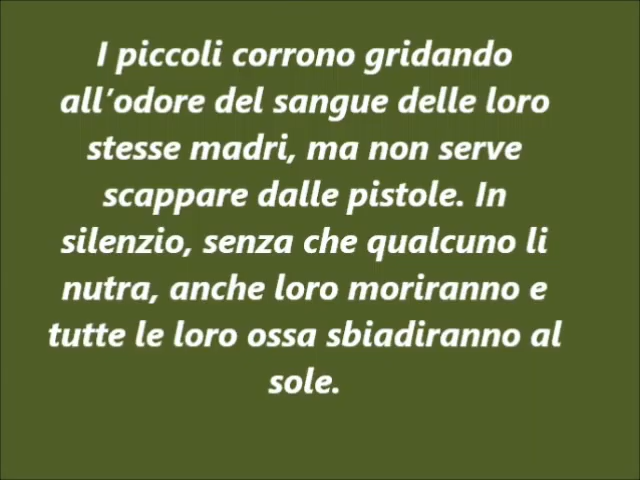 I piccoli corrono gridando
all'odore del sangue delle loro
stesse madri, ma non serve
scappare dalle pistole. In
silenzio, senza che qualcuno li
nutra, anche loro moriranno e
tutte le loro ossa sbiadiranno al
sole.